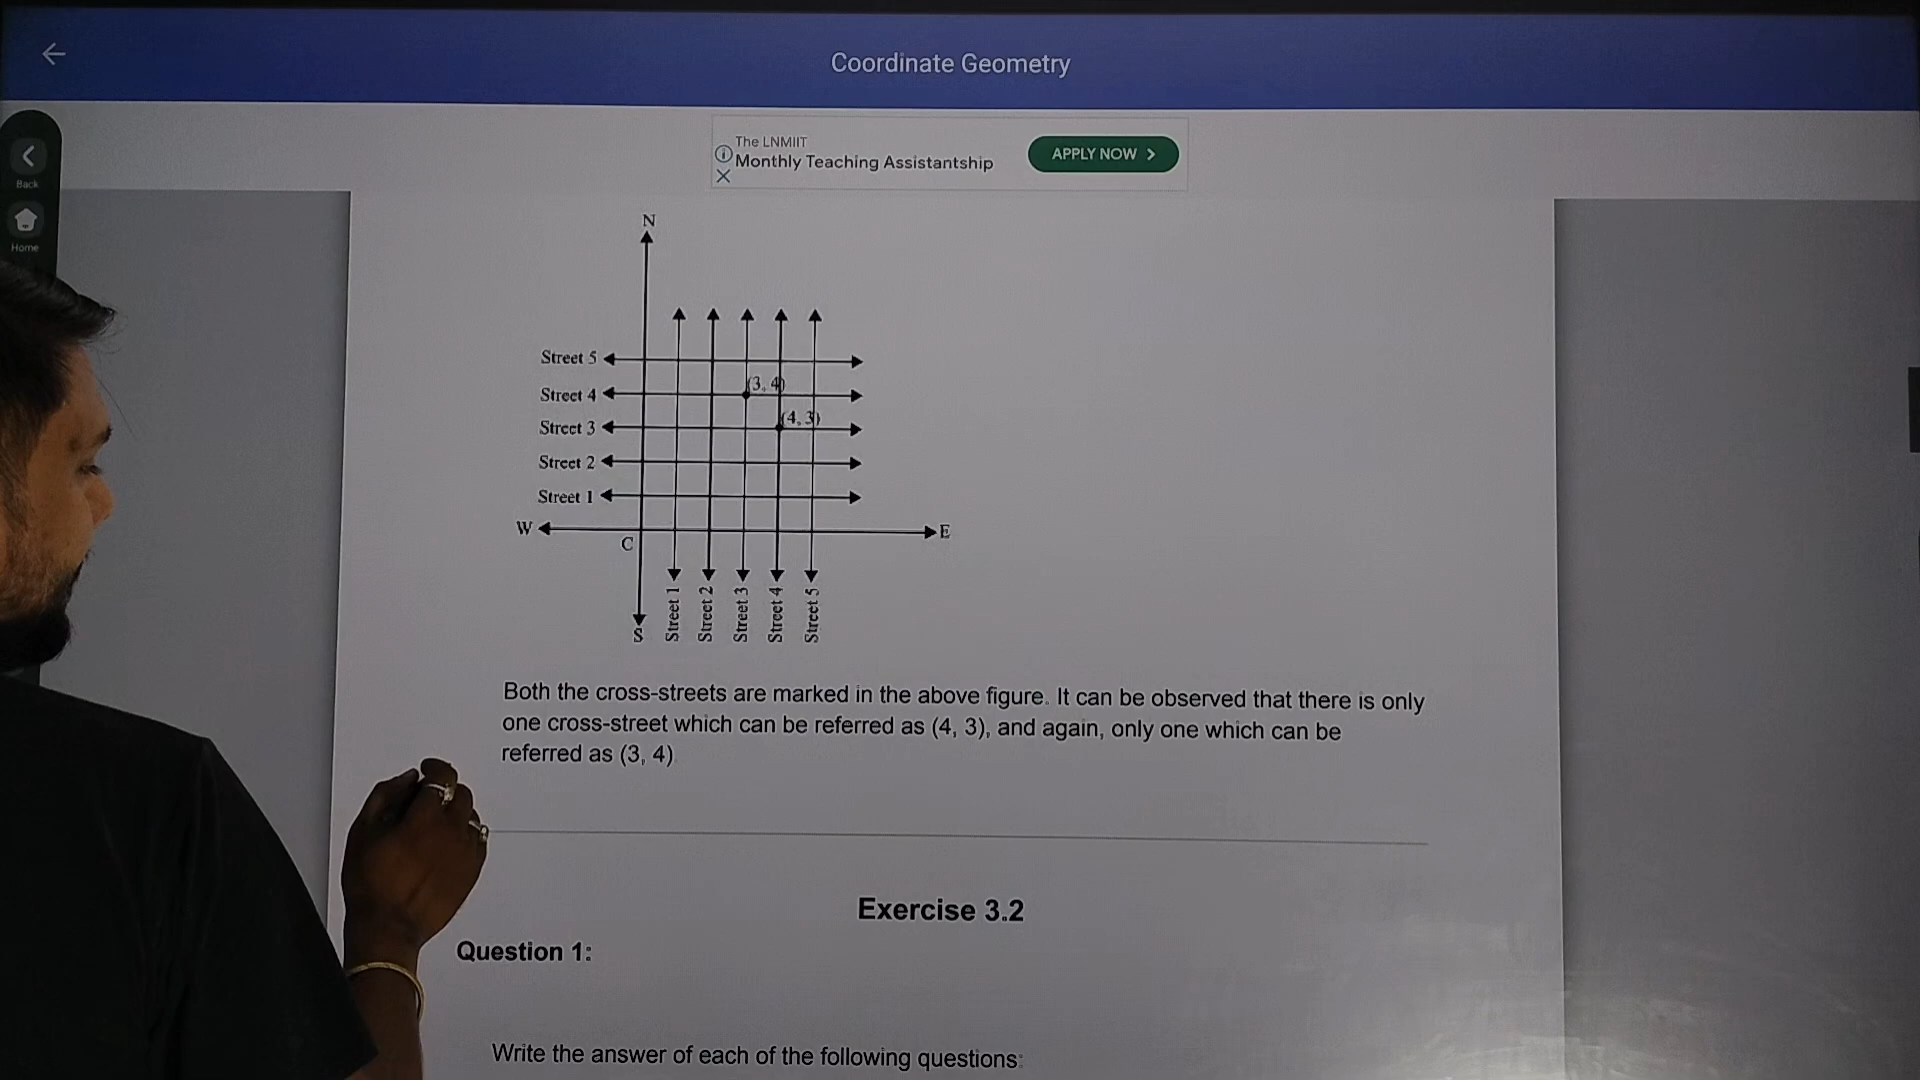 Coordinate Geometry
Back
Home
The LNMIIT
Monthly Teaching Assistantship
APPLY NOW
N
Street 5
Street 4
(3, 4)
Street 3
(4, 3)
Street 2
Street 1
W
E
C
S
Street 1
Street 2
Street 3
Street 4
Street 5
Both the cross-streets are marked in the above figure. It can be observed that there is only
one cross-street which can be referred as (4, 3), and again, only one which can be
referred as (3, 4)
Exercise 3.2
Question 1:
Write the answer of each of the following questions: